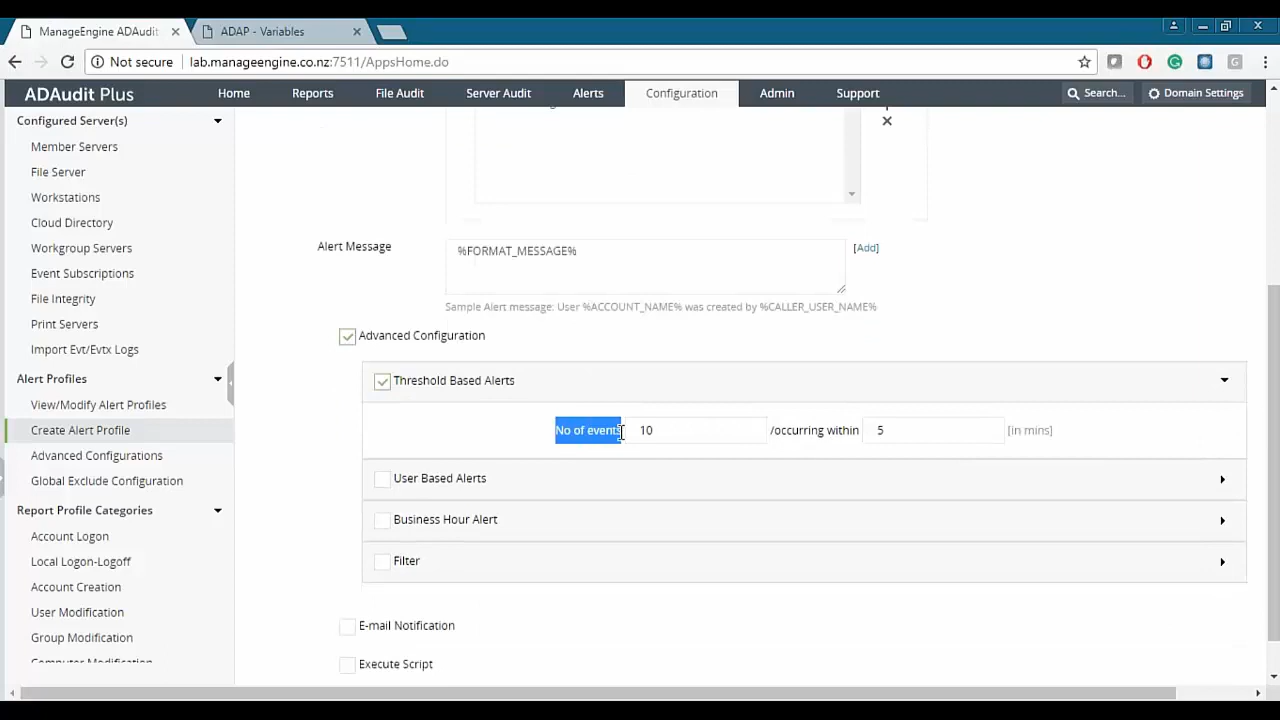 ManageEngine ADAudit
ADAP - Variables
Not secure
lab.manageengine.co.nz:7511/AppsHome.do
ADAudit Plus
Home
Reports
File Audit
Server Audit
Alerts
Configuration
Admin
Support
Search...
Domain Settings
Configured Server(s)
Member Servers
File Server
Workstations
Cloud Directory
Workgroup Servers
Event Subscriptions
File Integrity
Print Servers
Import Evt/Evtx Logs
Alert Profiles
View/Modify Alert Profiles
Create Alert Profile
Advanced Configurations
Global Exclude Configuration
Report Profile Categories
Account Logon
Local Logon-Logoff
Account Creation
User Modification
Group Modification
Computer Modification
Alert Message
%FORMAT_MESSAGE%
[Add]
Sample Alert message: User %ACCOUNT_NAME% was created by %CALLER_USER_NAME%
Advanced Configuration
Threshold Based Alerts
No of events 10 /occurring within 5 [in mins]
User Based Alerts
Business Hour Alert
Filter
E-mail Notification
Execute Script